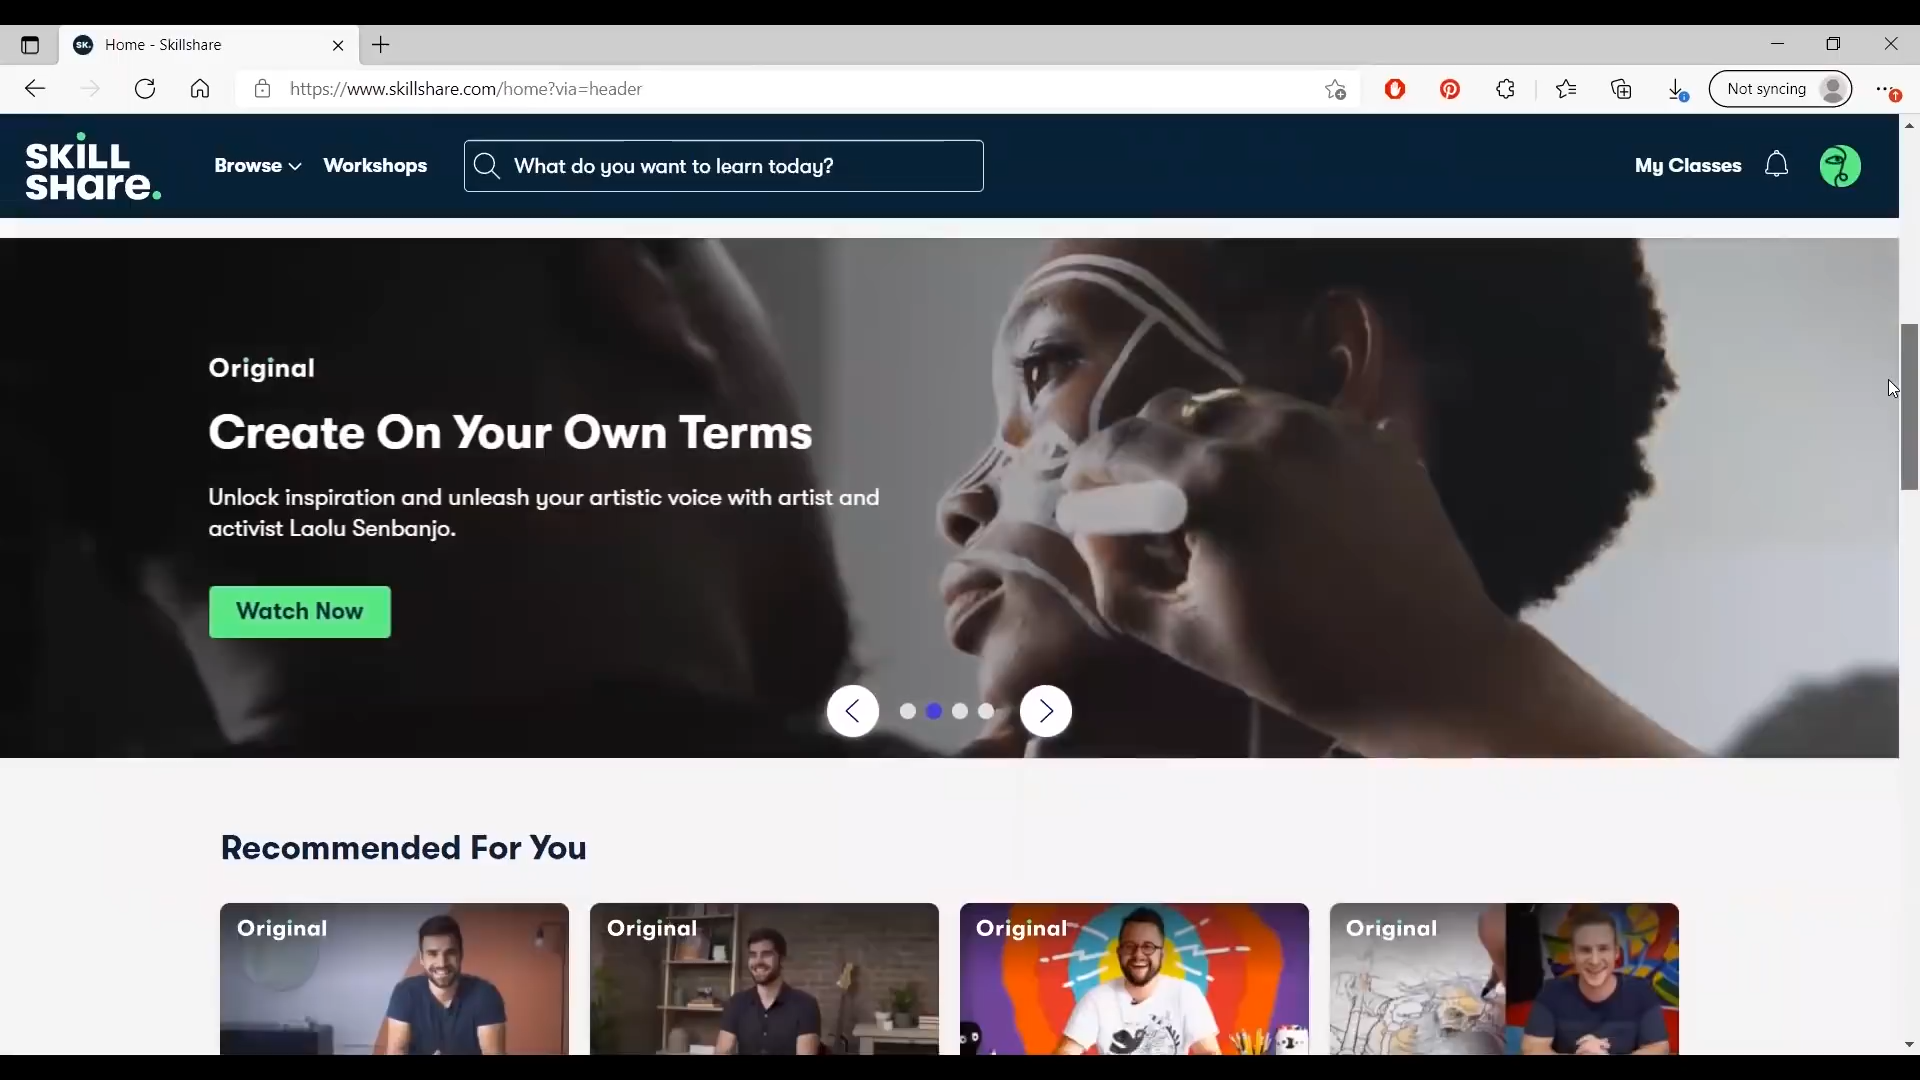 SK.
Home - Skillshare
https://www.skillshare.com/home?via=header
Not syncing
SKILL
SHare.
Browse
Workshops
What do you want to learn today?
My Classes
Original
Create On Your Own Terms
Unlock inspiration and unleash your artistic voice with artist and
activist Laolu Senbanjo.
Watch Now
Recommended For You
Original
Original
Original
Original